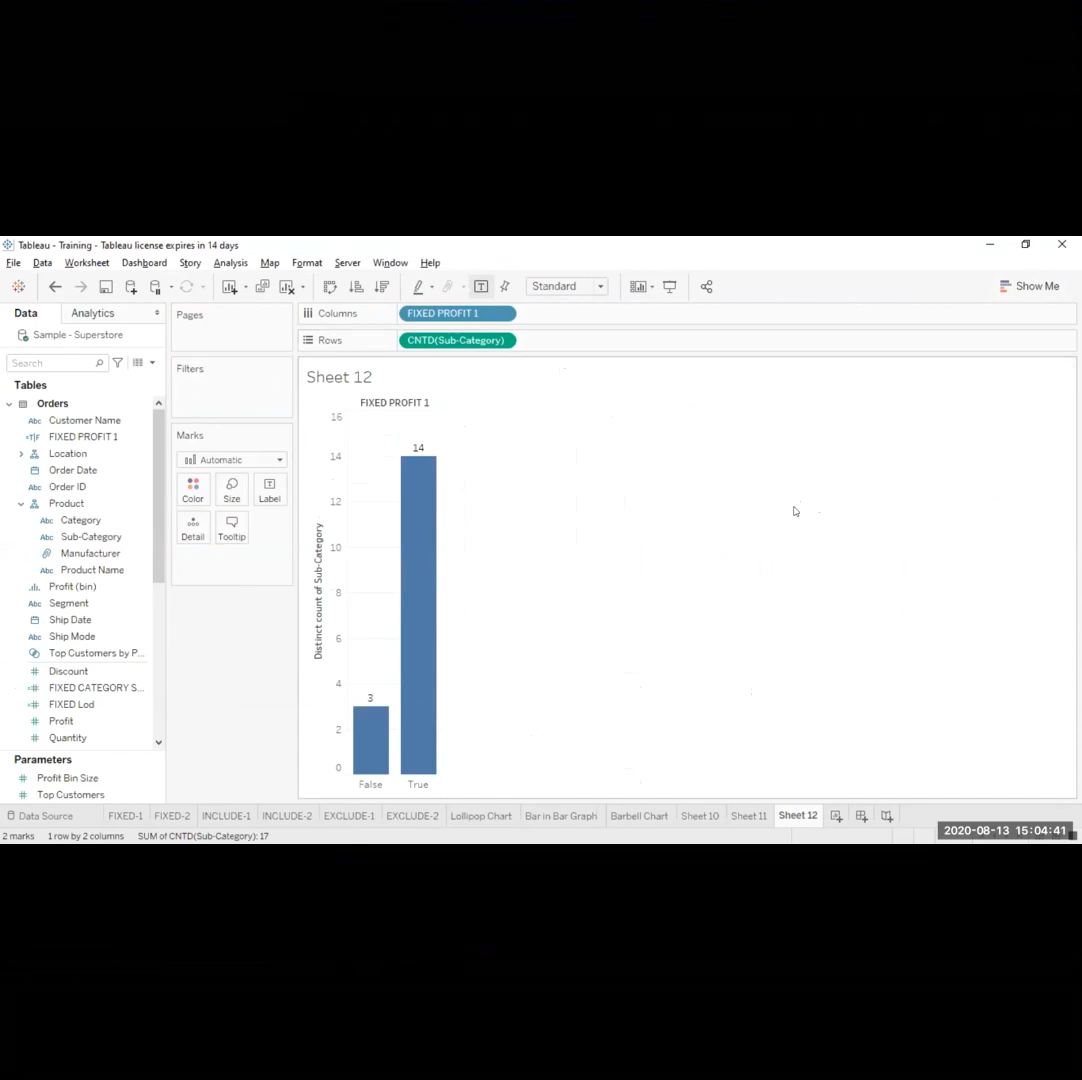 Tableau - Training - Tableau license expires in 14 days
File Data Worksheet Dashboard Story Analysis Map Format Server Window Help
Standard
Show Me
Data Analytics
Sample - Superstore
Search
Tables
Orders
Abc Customer Name
=T|F FIXED PROFIT 1
Location
Order Date
Abc Order ID
Product
Abc Category
Abc Sub-Category
Manufacturer
Abc Product Name
Profit (bin)
Abc Segment
Ship Date
Abc Ship Mode
Top Customers by P...
# Discount
=# FIXED CATEGORY S...
=# FIXED Lod
# Profit
# Quantity
Parameters
# Profit Bin Size
# Top Customers
Pages
Filters
Marks
Automatic
Color Size Label
Detail Tooltip
Columns FIXED PROFIT 1
Rows CNTD(Sub-Category)
Sheet 12
FIXED PROFIT 1
Distinct count of Sub-Category
16
14
12
10
8
6
4
2
0
3
14
False True
Data Source FIXED-1 FIXED-2 INCLUDE-1 INCLUDE-2 EXCLUDE-1 EXCLUDE-2 Lollipop Chart Bar in Bar Graph Barbell Chart Sheet 10 Sheet 11 Sheet 12
2 marks 1 row by 2 columns SUM of CNTD(Sub-Category): 17
2020-08-13 15:04:41